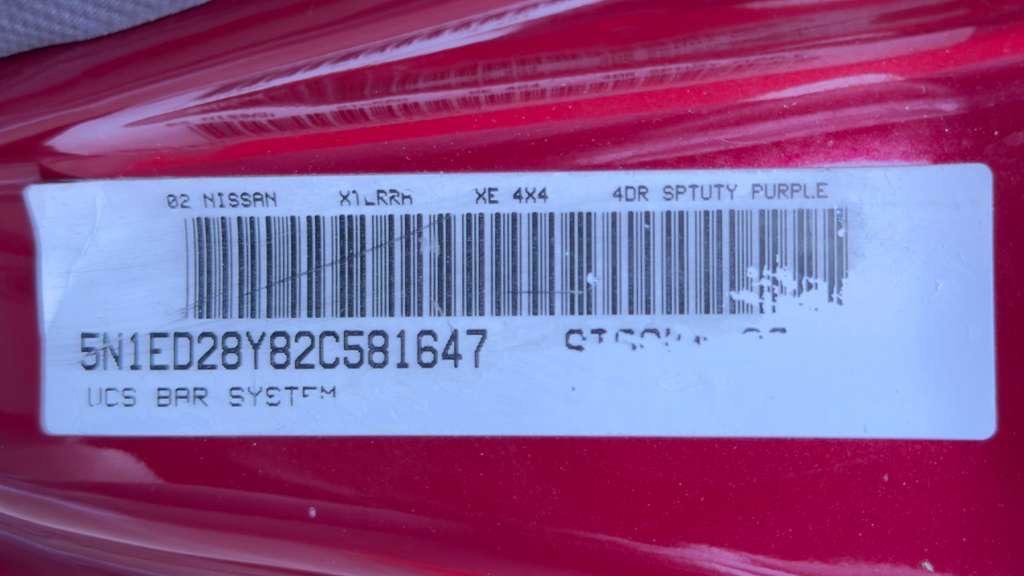 02 NISSAN XE 4X4 4DR SPTUTY PURPLE
5N1ED28Y82C581647
UCS BAR SYSTEM